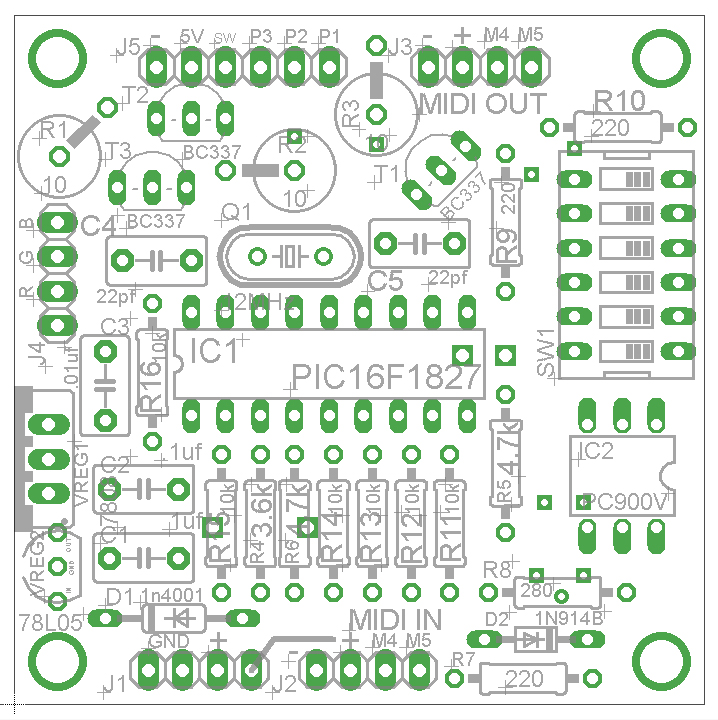 J5 - 5V SW P3 P2 P1
J3 - + M4 M5
MIDI OUT
R10
220
T2
BC337
R1
10
T3
BC337
R2
10
R3
10
T1
BC337
R9
220
SW1
B
G
R
J4
C4
22pf
Q1
12MHz
C5
22pf
C3
.01uf
R16
10k
IC1
PIC16F1827
VREG1
7805
C2
1uf
C1
1uf
VREG2
OUT
GND
IN
78L05
R15
10k
R4
3.6k
R6
4.7k
R14
10k
R13
10k
R12
10k
R11
10k
R5
4.7k
IC2
PC900V
D1
1n4001
R8
280
D2
1N914B
R7
220
MIDI IN
J1
GND +
J2
- + M4 M5